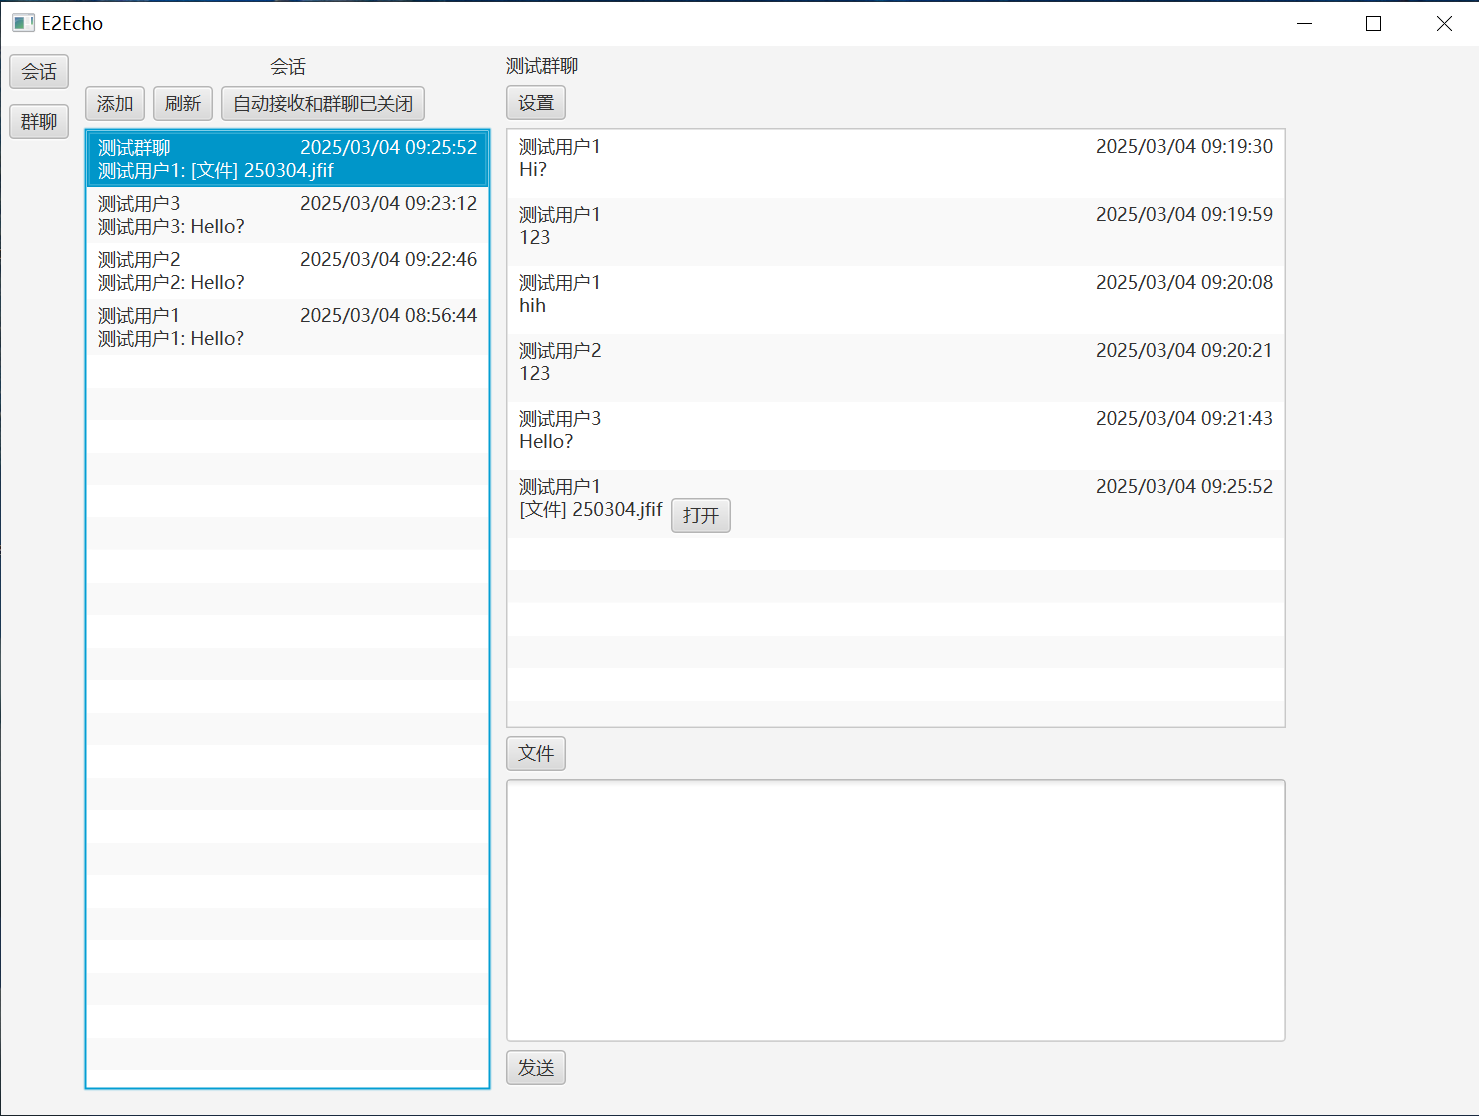 E2Echo
会话
群聊
会话
添加 刷新 自动接收和群聊已关闭
测试群聊 2025/03/04 09:25:52
测试用户1: [文件] 250304.jfif
测试用户3 2025/03/04 09:23:12
测试用户3: Hello?
测试用户2 2025/03/04 09:22:46
测试用户2: Hello?
测试用户1 2025/03/04 08:56:44
测试用户1: Hello?
测试群聊
设置
测试用户1 2025/03/04 09:19:30
Hi?
测试用户1 2025/03/04 09:19:59
123
测试用户1 2025/03/04 09:20:08
hih
测试用户2 2025/03/04 09:20:21
123
测试用户3 2025/03/04 09:21:43
Hello?
测试用户1 2025/03/04 09:25:52
[文件] 250304.jfif 打开
文件
发送